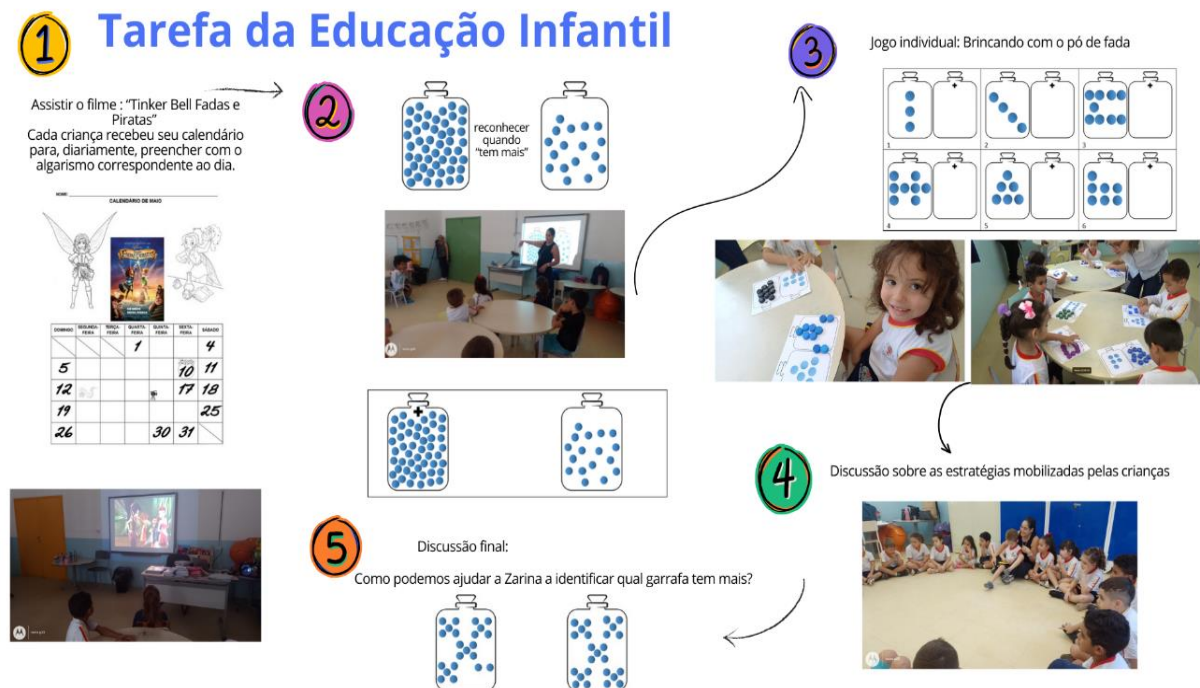 1
Tarefa da Educação Infantil
Assistir o filme : “Tinker Bell Fadas e
Piratas”
Cada criança recebeu seu calendário
para, diariamente, preencher com o
algarismo correspondente ao dia.
NOME:
CALENDÁRIO DE MAIO
DOMINGO SEGUNDA-FEIRA TERÇA-FEIRA QUARTA-FEIRA QUINTA-FEIRA SEXTA-FEIRA SÁBADO
1 4
5 10 11
12 17 18
19 25
26 30 31
2
reconhecer
quando
“tem mais”
+
3
Jogo individual: Brincando com o pó de fada
+ + +
1 2 3
+ + +
4 5 6
4
Discussão sobre as estratégias mobilizadas pelas crianças
5
Discussão final:
Como podemos ajudar a Zarina a identificar qual garrafa tem mais?